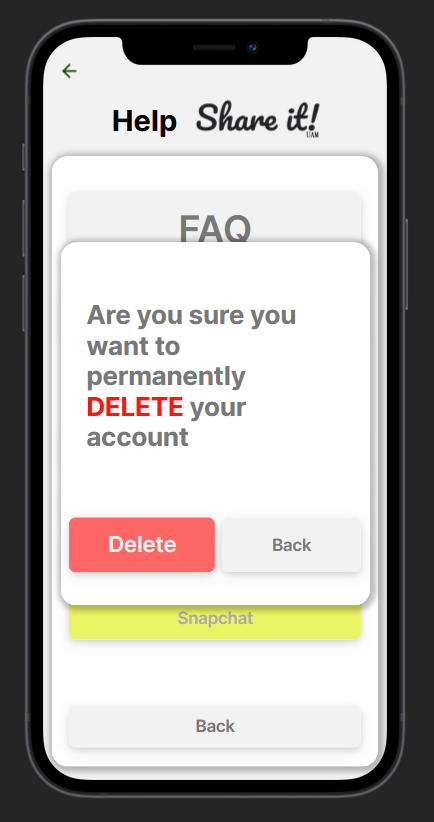 Help Share it!
UAM
FAQ
Are you sure you
want to
permanently
DELETE your
account
Delete Back
Snapchat
Back